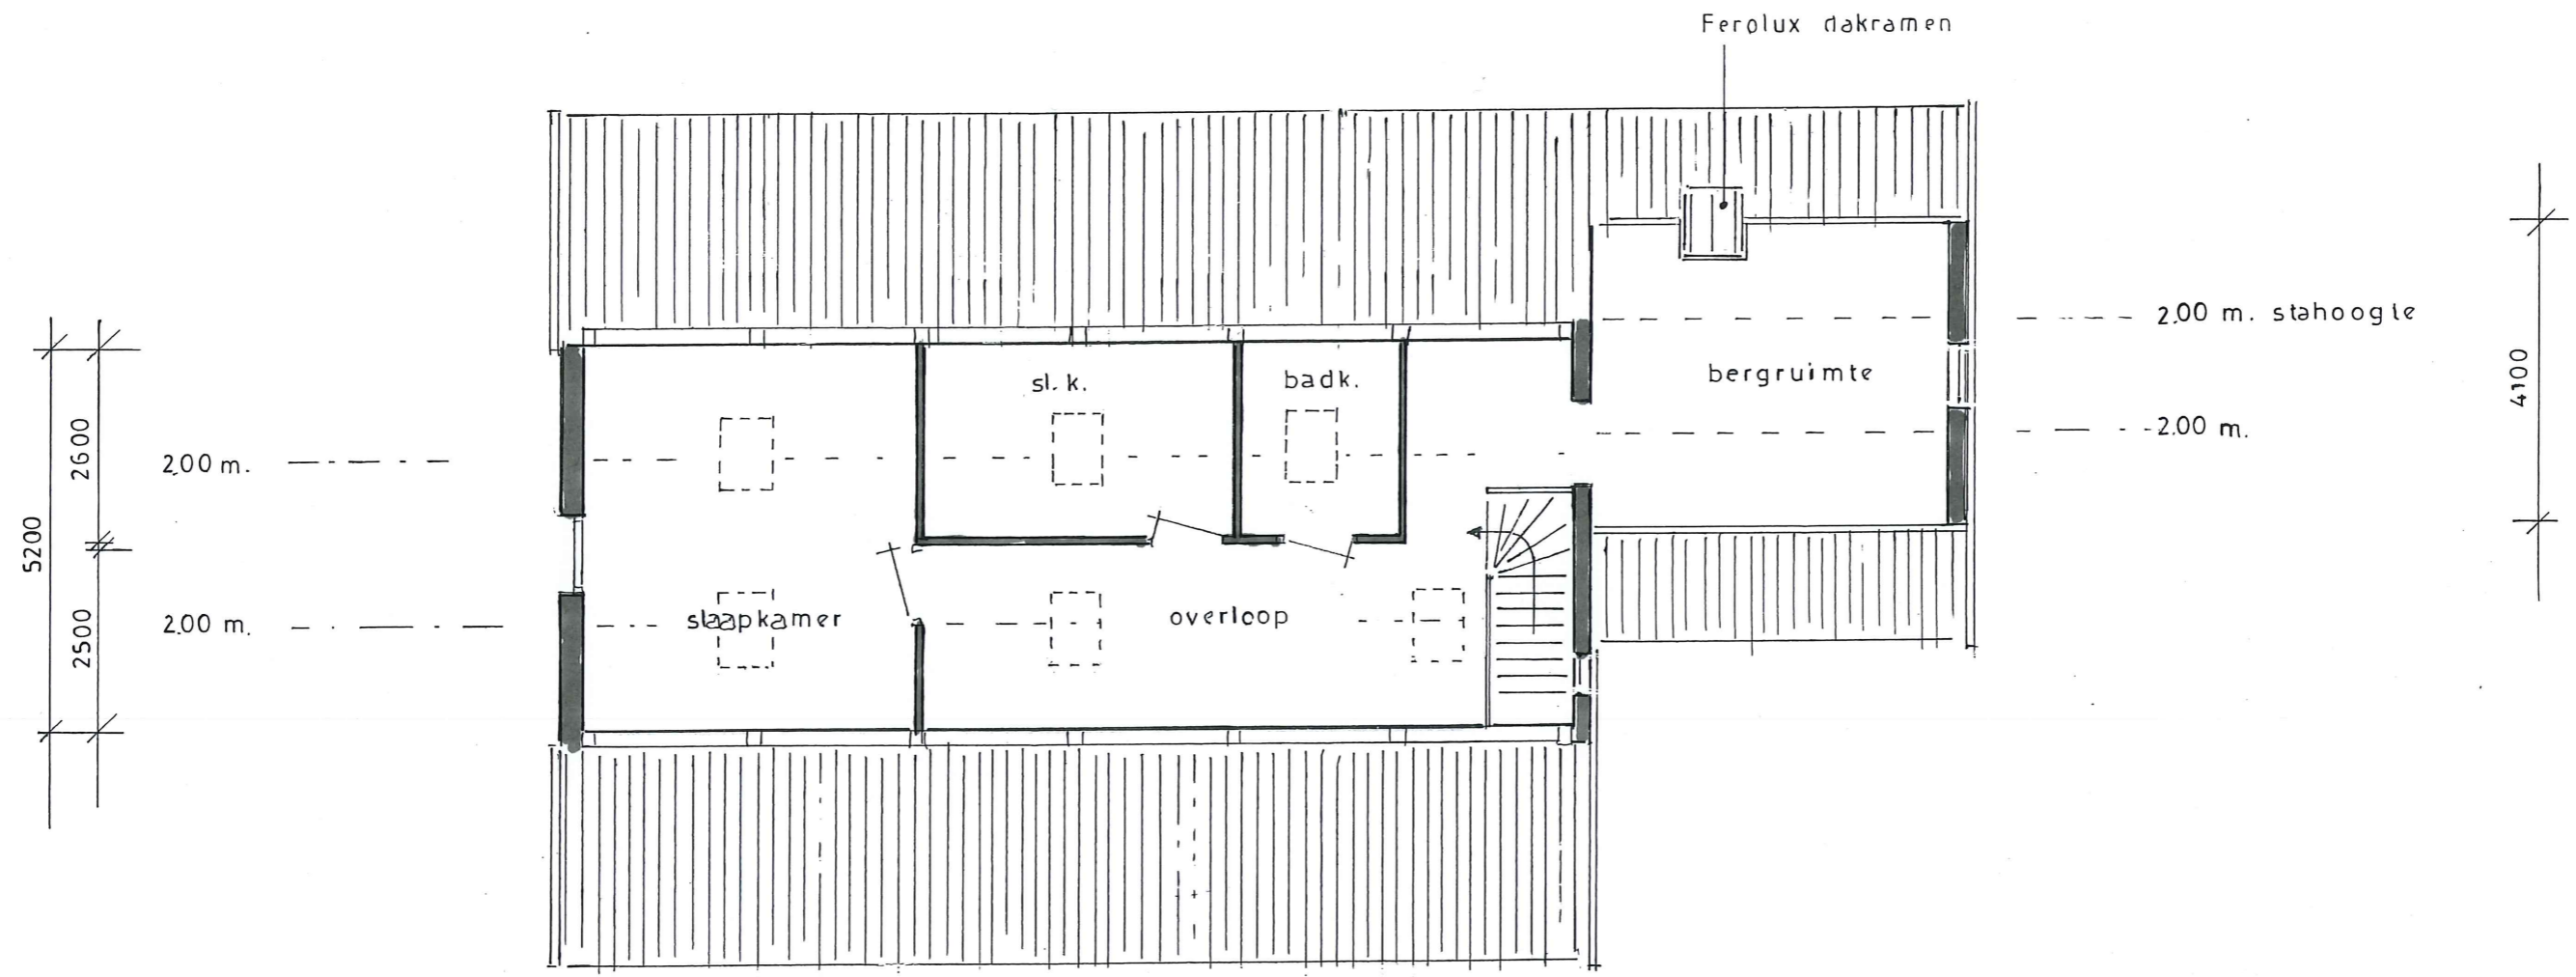 Ferolux dakramen
2.00 m. stahoogte
bergruimte
sl. k.
badk.
4100
2600
2.00 m.
2.00 m.
5200
2500
2.00 m.
slaapkamer
overloop